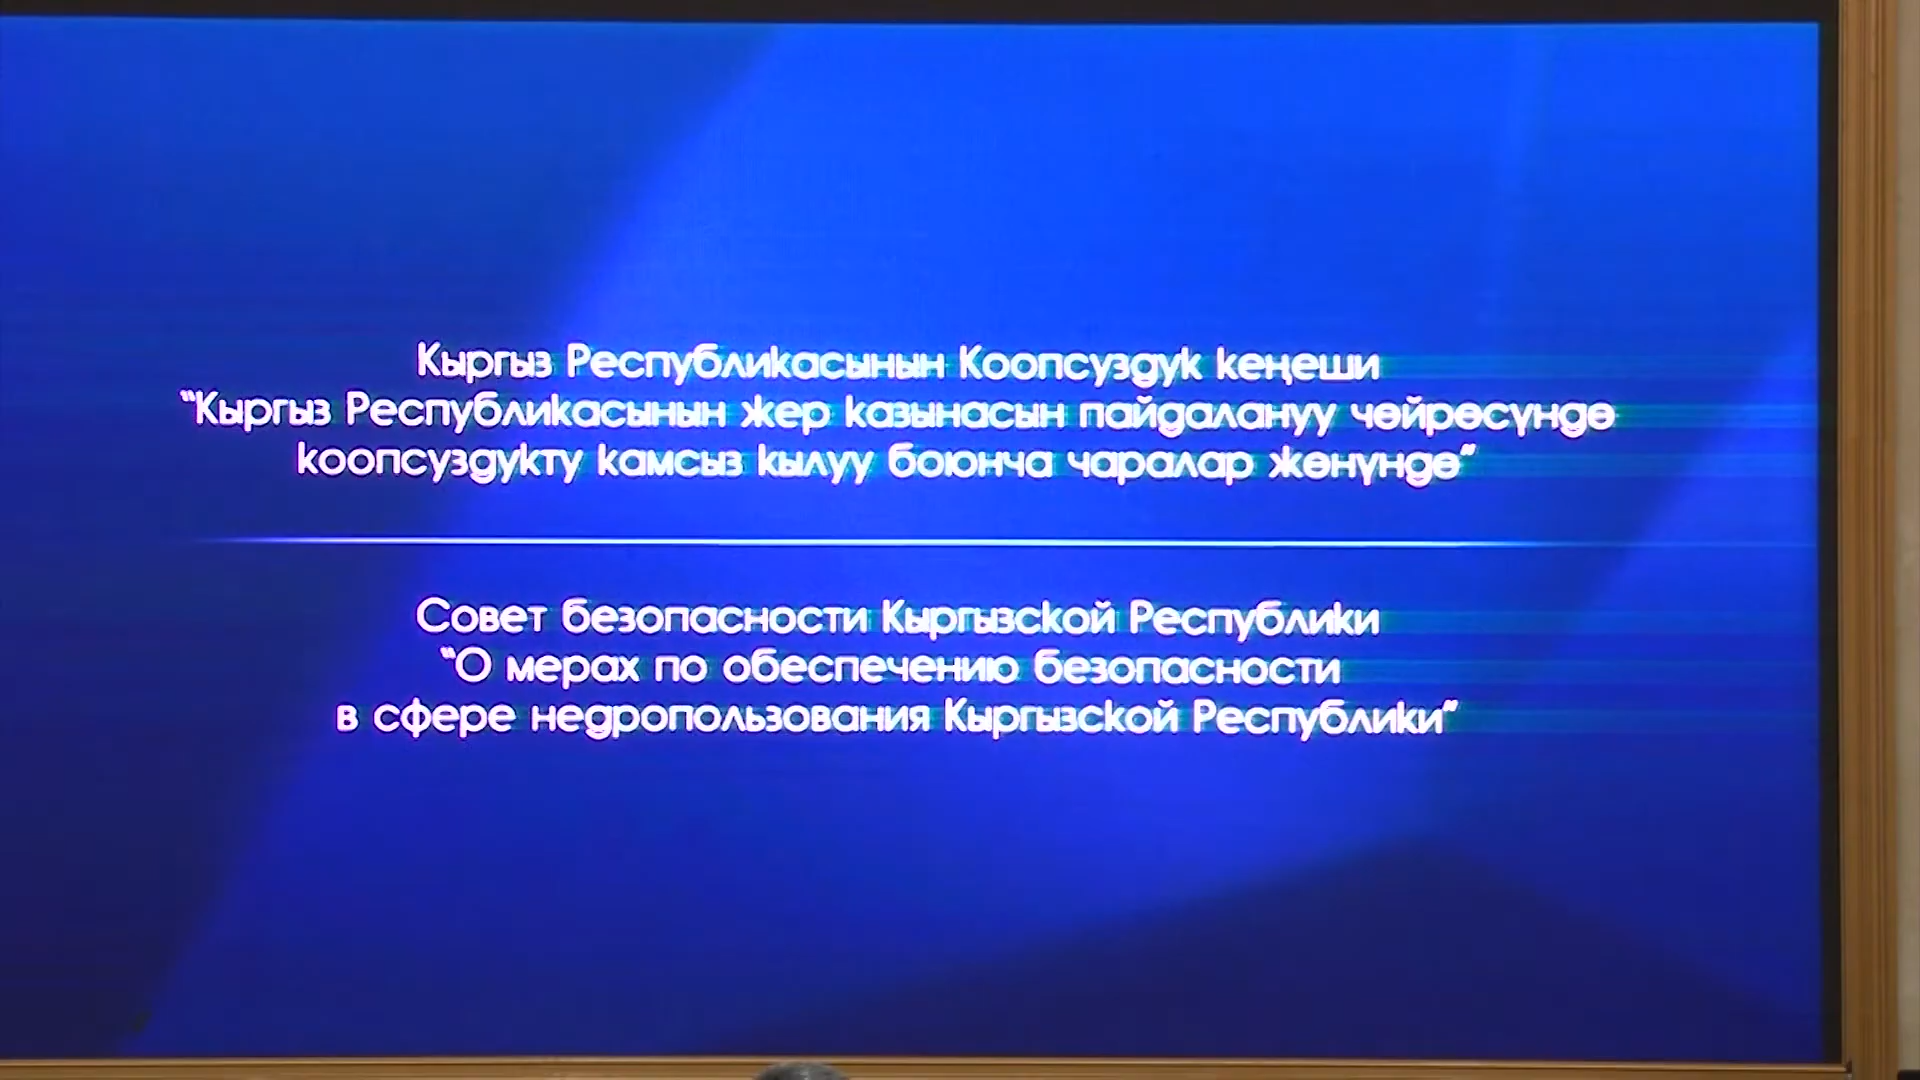 Кыргыз Республикасынын Коопсуздук кеңеши
“Кыргыз Республикасынын жер казынасын пайдалануу чөйрөсүндө
коопсуздукту камсыз кылуу боюнча чаралар жөнүндө”
Совет безопасности Кыргызской Республики
“О мерах по обеспечению безопасности
в сфере недропользования Кыргызской Республики”